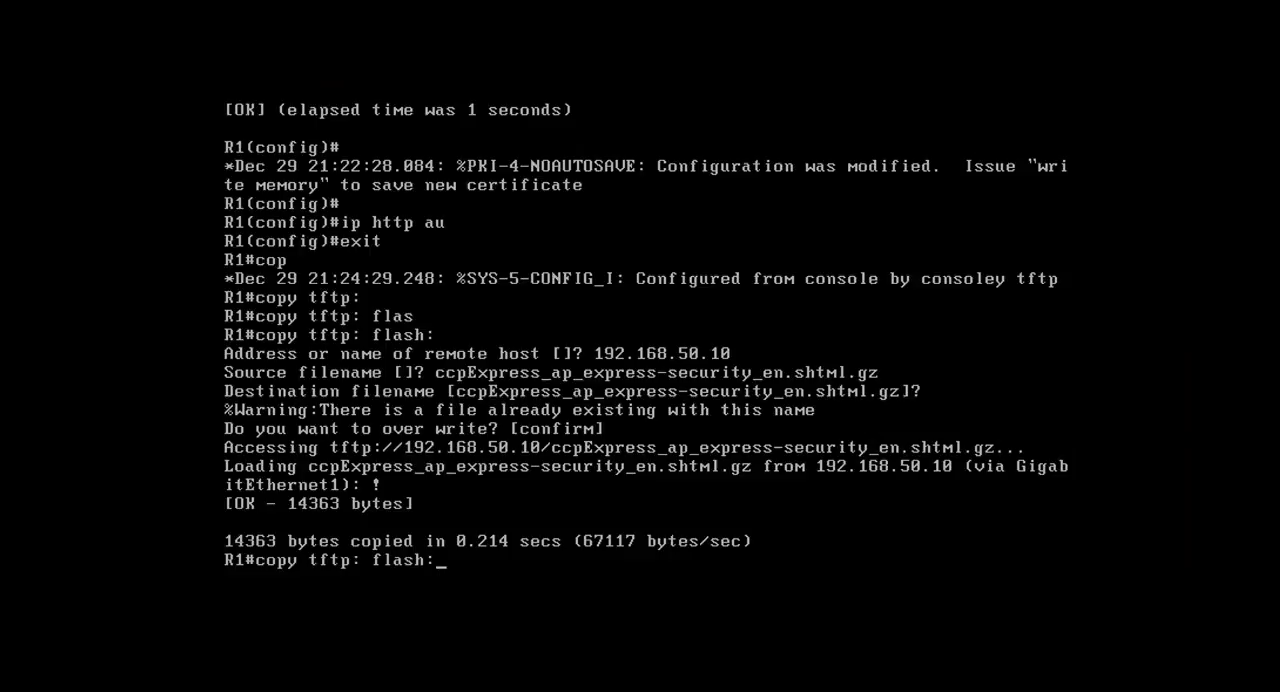 [OK] (elapsed time was 1 seconds)
R1(config)#
*Dec 29 21:22:28.084: %PKI-4-NOAUTOSAVE: Configuration was modified.  Issue "wri
te memory" to save new certificate
R1(config)#
R1(config)#ip http au
R1(config)#exit
R1#cop
*Dec 29 21:24:29.248: %SYS-5-CONFIG_I: Configured from console by consoley tftp
R1#copy tftp:
R1#copy tftp: flas
R1#copy tftp: flash:
Address or name of remote host []? 192.168.50.10
Source filename []? ccpExpress_ap_express-security_en.shtml.gz
Destination filename [ccpExpress_ap_express-security_en.shtml.gz]?
%Warning:There is a file already existing with this name
Do you want to over write? [confirm]
Accessing tftp://192.168.50.10/ccpExpress_ap_express-security_en.shtml.gz...
Loading ccpExpress_ap_express-security_en.shtml.gz from 192.168.50.10 (via Gigab
itEthernet1): !
[OK - 14363 bytes]
14363 bytes copied in 0.214 secs (67117 bytes/sec)
R1#copy tftp: flash:_